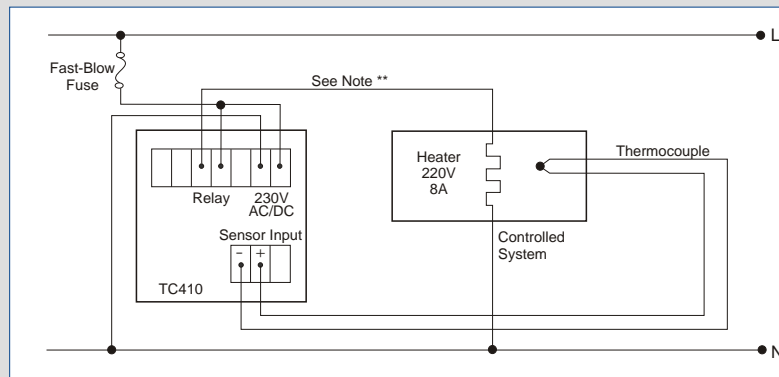 L
Fast-Blow
Fuse
See Note **
Heater
220V
8A
Thermocouple
Relay
230V
AC/DC
Sensor Input
- +
TC410
Controlled
System
N